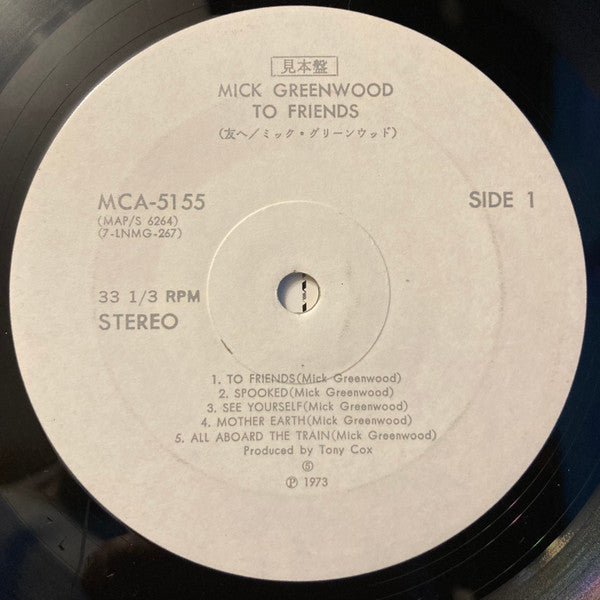 見本盤
MICK GREENWOOD
TO FRIENDS
(友へ/ミック・グリーンウッド)
MCA-5155
SIDE 1
(MAP/S 6264)
(7-LNMG-267)
33 1/3 RPM
STEREO
1. TO FRIENDS(Mick Greenwood)
2. SPOOKED(Mick Greenwood)
3. SEE YOURSELF(Mick Greenwood)
4. MOTHER EARTH(Mick Greenwood)
5. ALL ABOARD THE TRAIN(Mick Greenwood)
Produced by Tony Cox
Ⓢ
Ⓟ 1973